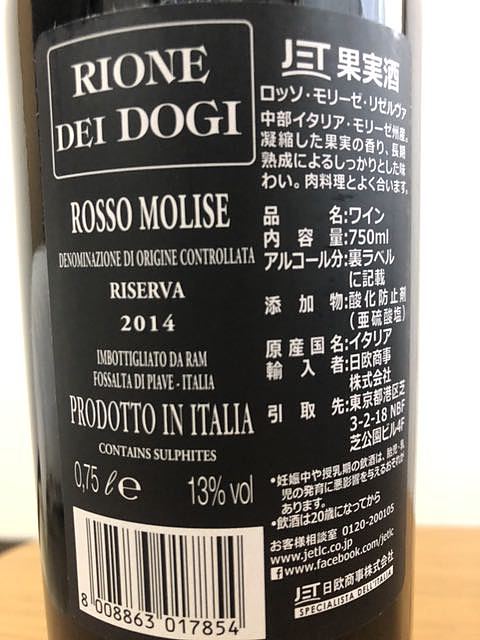 RIONE
DEI DOGI
ROSSO MOLISE
DENOMINAZIONE DI ORIGINE CONTROLLATA
RISERVA
2014
IMBOTTIGLIATO DA RAM
FOSSALTA DI PIAVE - ITALIA
PRODOTTO IN ITALIA
CONTAINS SULPHITES
0,75 ℓ e 13% vol
8 008863 017854
JET 果実酒
ロッソ・モリーゼ・リゼルヴァ
中部イタリア・モリーゼ州産。
凝縮した果実の香り、長期
熟成によるしっかりとした味
わい。肉料理とよく合います。
品名:ワイン
内容量:750ml
アルコール分:裏ラベル
に記載
添加物:酸化防止剤
(亜硫酸塩)
原産国名:イタリア
輸入者:日欧商事
株式会社
引取先:東京都港区芝
3-2-18 NBF
芝公園ビル4F
•妊娠中や授乳期の飲酒は、胎児・乳
児の発育に悪影響を与えるおそれが
あります。
•飲酒は20歳になってから
お客様相談室 0120-200105
www.jetlc.co.jp
www.facebook.com/jetlc
JET 日欧商事株式会社
SPECIALISTA DELL'ITALIA